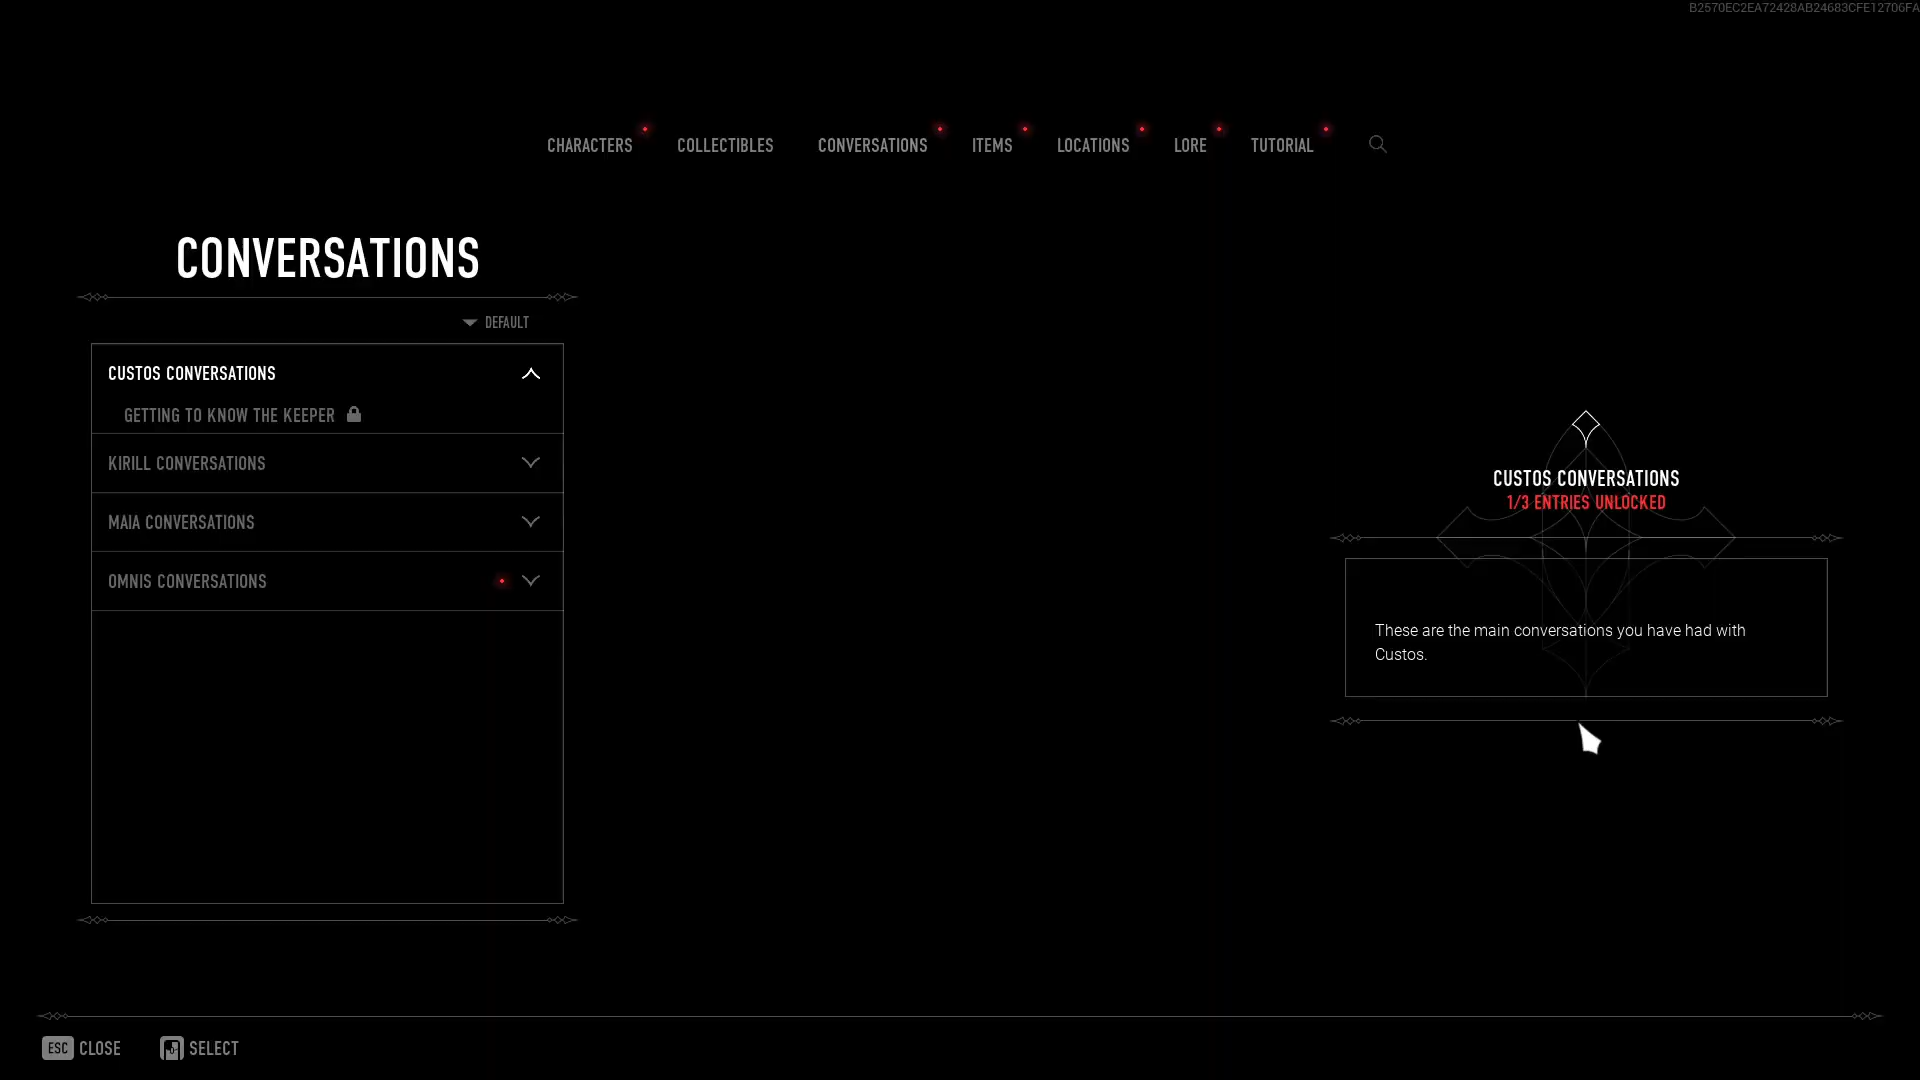 B2570EC2EA72428AB24683CFE12706FA
CHARACTERS COLLECTIBLES CONVERSATIONS ITEMS LOCATIONS LORE TUTORIAL
CONVERSATIONS
DEFAULT
CUSTOS CONVERSATIONS
GETTING TO KNOW THE KEEPER
KIRILL CONVERSATIONS
MAIA CONVERSATIONS
OMNIS CONVERSATIONS
CUSTOS CONVERSATIONS
1/3 ENTRIES UNLOCKED
These are the main conversations you have had with
Custos.
ESC CLOSE SELECT